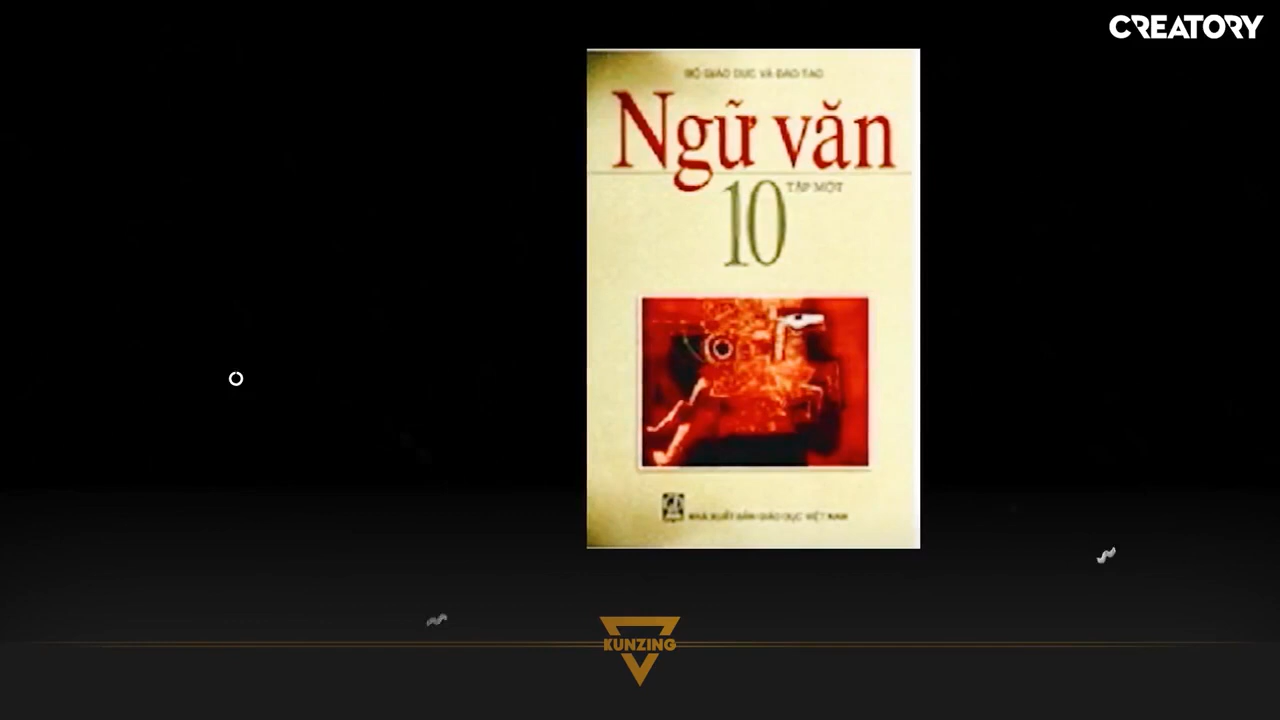 CREATORY
BỘ GIÁO DỤC VÀ ĐÀO TẠO
Ngữ văn
10 TẬP MỘT
NHÀ XUẤT BẢN GIÁO DỤC VIỆT NAM
KUNZING